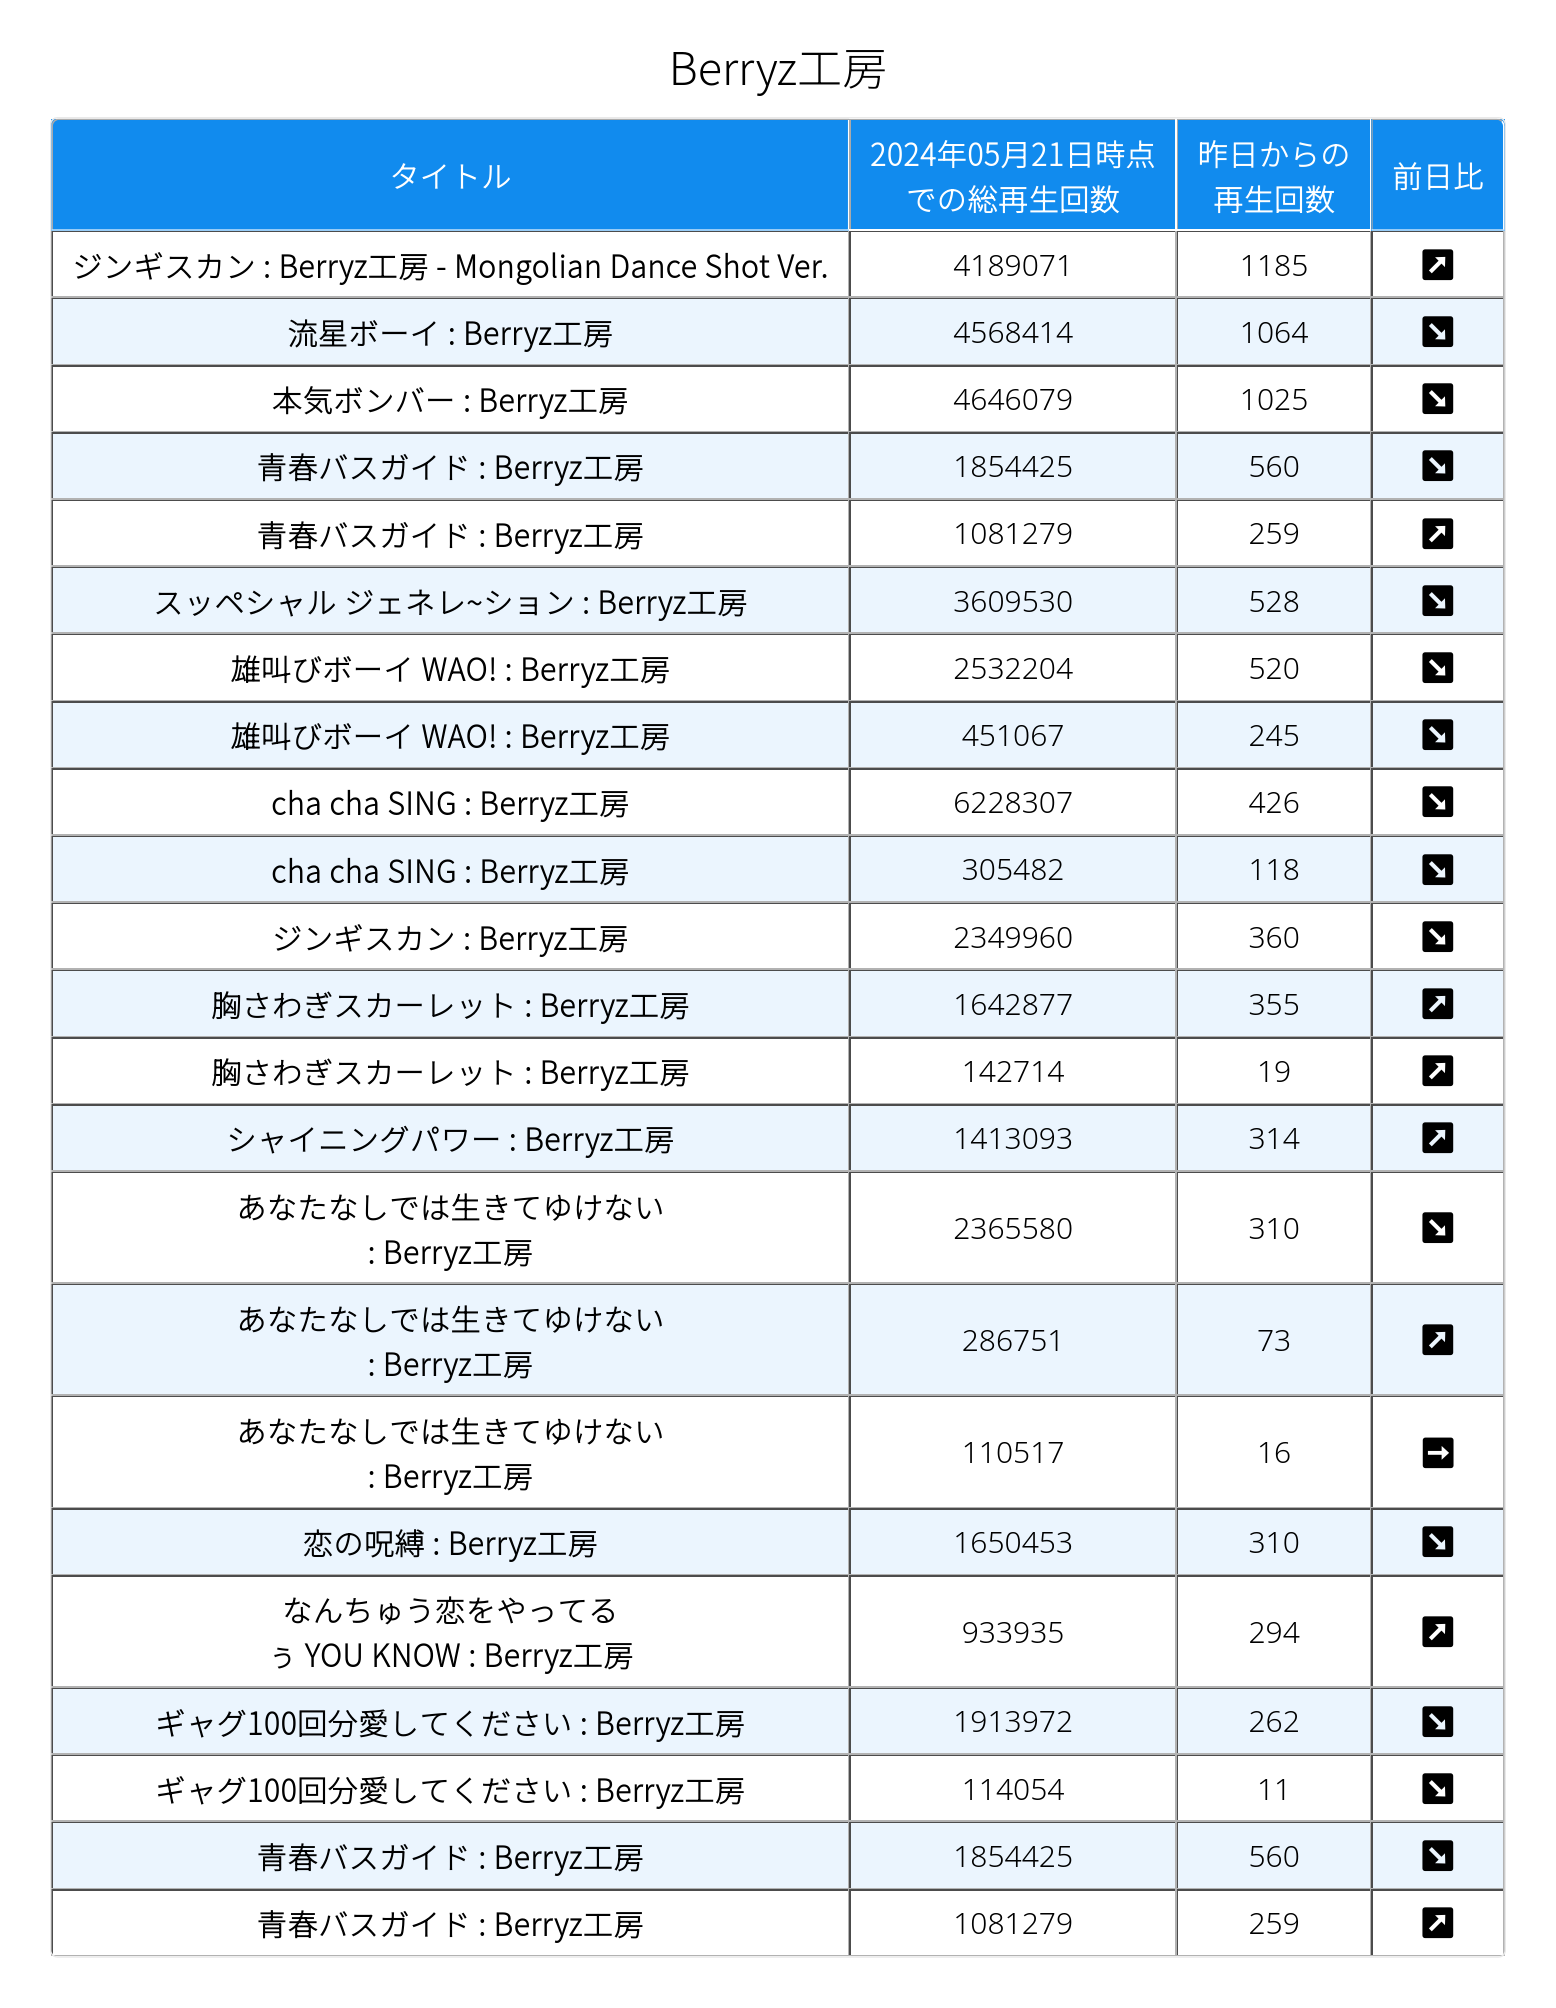 Berryz工房
タイトル
2024年05月21日時点
での総再生回数
昨日からの
再生回数
前日比
ジンギスカン : Berryz工房 - Mongolian Dance Shot Ver. 4189071 1185
流星ボーイ : Berryz工房 4568414 1064
本気ボンバー : Berryz工房 4646079 1025
青春バスガイド : Berryz工房 1854425 560
青春バスガイド : Berryz工房 1081279 259
スッペシャル ジェネレ~ション : Berryz工房 3609530 528
雄叫びボーイ WAO! : Berryz工房 2532204 520
雄叫びボーイ WAO! : Berryz工房 451067 245
cha cha SING : Berryz工房 6228307 426
cha cha SING : Berryz工房 305482 118
ジンギスカン : Berryz工房 2349960 360
胸さわぎスカーレット : Berryz工房 1642877 355
胸さわぎスカーレット : Berryz工房 142714 19
シャイニングパワー : Berryz工房 1413093 314
あなたなしでは生きてゆけない
: Berryz工房 2365580 310
あなたなしでは生きてゆけない
: Berryz工房 286751 73
あなたなしでは生きてゆけない
: Berryz工房 110517 16
恋の呪縛 : Berryz工房 1650453 310
なんちゅう恋をやってる
ぅ YOU KNOW : Berryz工房 933935 294
ギャグ100回分愛してください : Berryz工房 1913972 262
ギャグ100回分愛してください : Berryz工房 114054 11
青春バスガイド : Berryz工房 1854425 560
青春バスガイド : Berryz工房 1081279 259